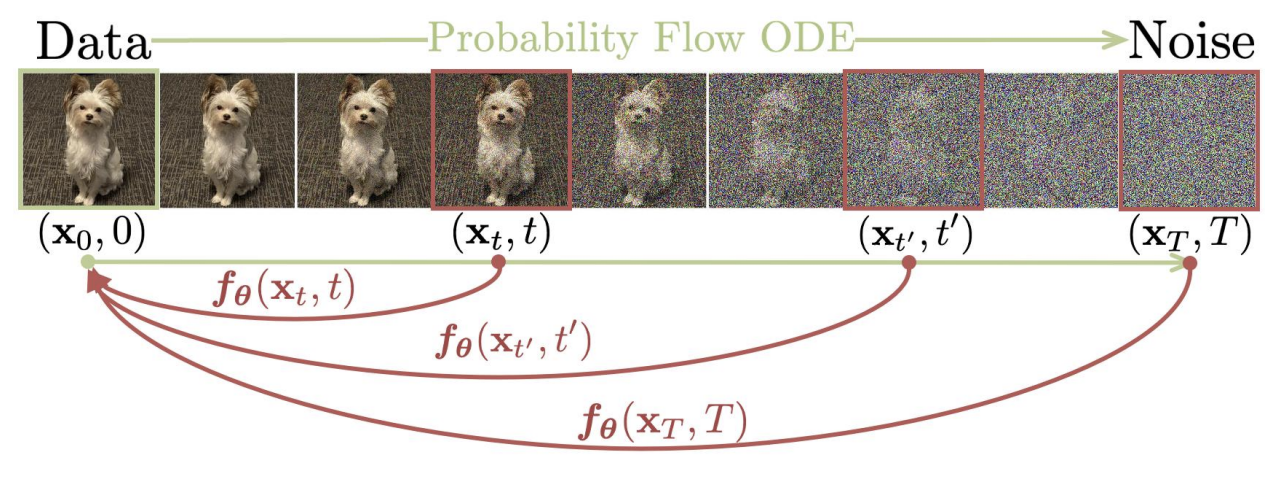 Data Probability Flow ODE Noise
(x₀, 0) (xₜ, t) (xₜ′, t′) (x_T, T)
f_θ(xₜ, t)
f_θ(xₜ′, t′)
f_θ(x_T, T)